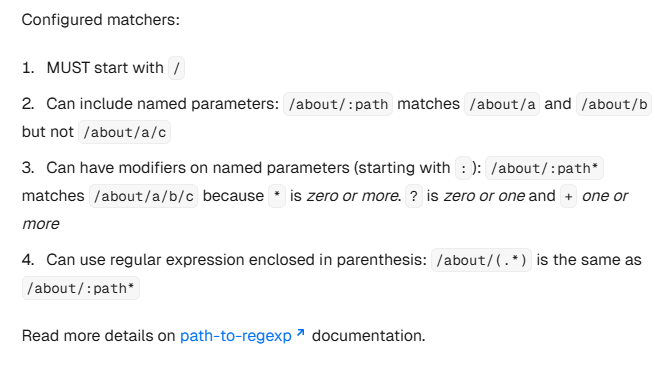 Configured matchers:
1. MUST start with /
2. Can include named parameters: /about/:path matches /about/a and /about/b
but not /about/a/c
3. Can have modifiers on named parameters (starting with :): /about/:path*
matches /about/a/b/c because * is zero or more. ? is zero or one and + one or
more
4. Can use regular expression enclosed in parenthesis: /about/(.*) is the same as
/about/:path*
Read more details on path-to-regexp ↗ documentation.